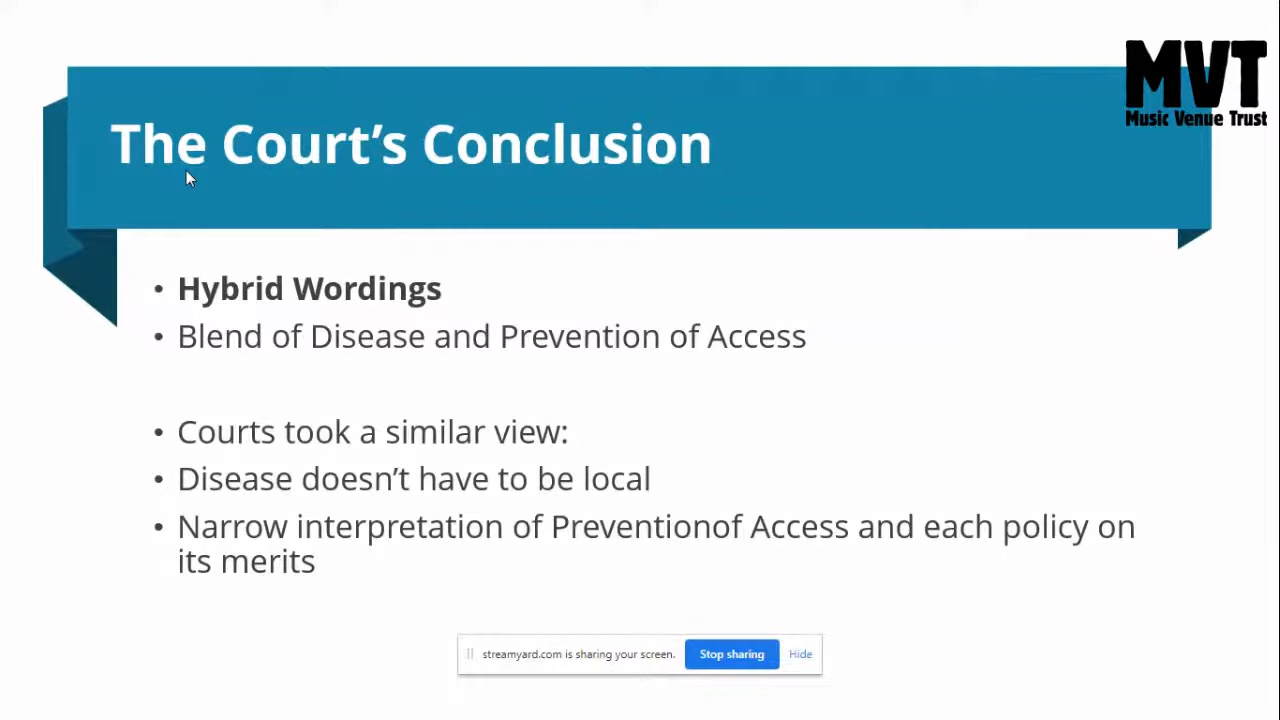 MVT
Music Venue Trust
The Court’s Conclusion
• Hybrid Wordings
• Blend of Disease and Prevention of Access
• Courts took a similar view:
• Disease doesn’t have to be local
• Narrow interpretation of Preventionof Access and each policy on
its merits
streamyard.com is sharing your screen. Stop sharing Hide